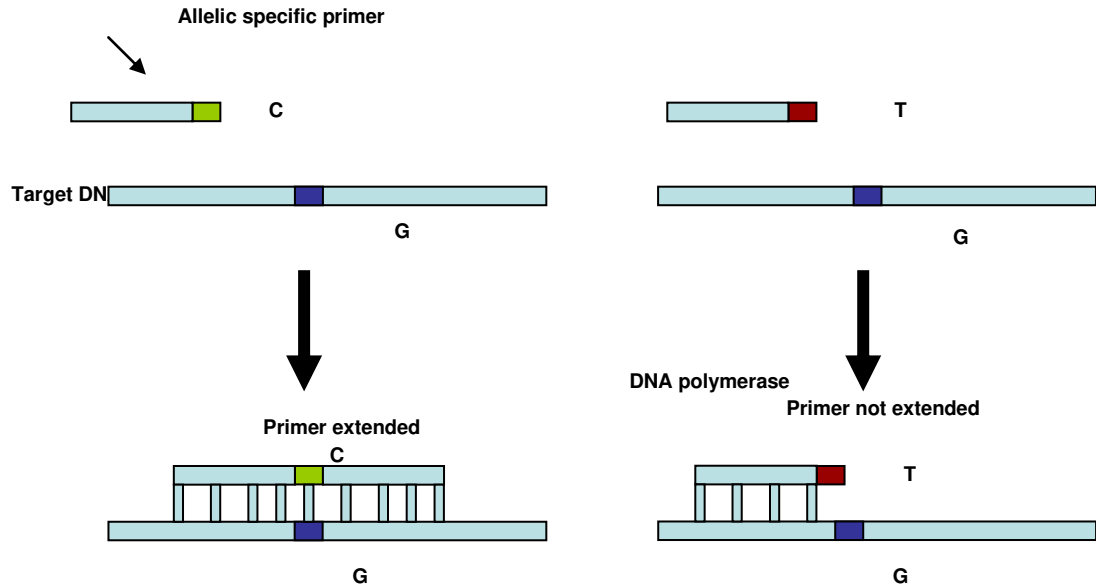 Allelic specific primer
C
T
Target DN
G
G
DNA polymerase
Primer not extended
Primer extended
C
T
G
G